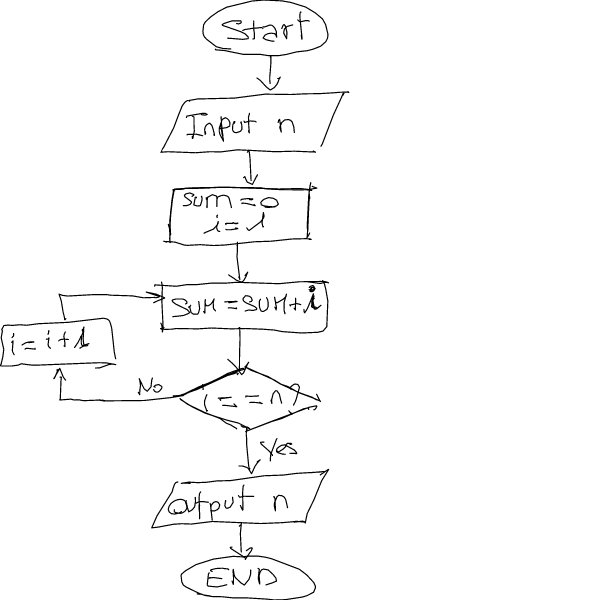 Start
Input n
sum = 0
i = 1
SUM = SUM + i
i = i + 1
No
i == n?
Yes
Output n
END